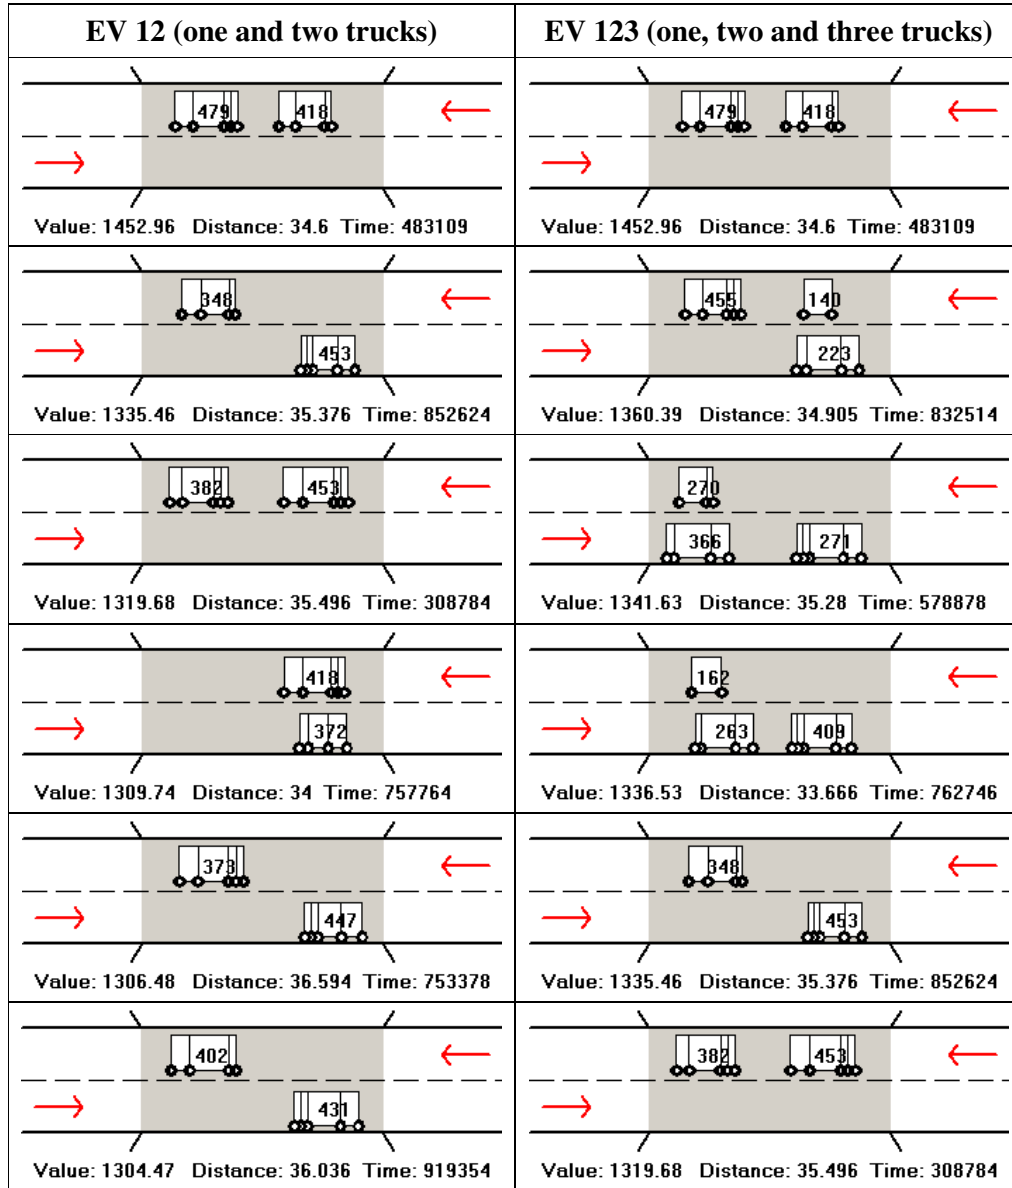 EV 12 (one and two trucks) EV 123 (one, two and three trucks)
479 418 479 418
Value: 1452.96 Distance: 34.6 Time: 483109 Value: 1452.96 Distance: 34.6 Time: 483109
348 455 140
453 223
Value: 1335.46 Distance: 35.376 Time: 852624 Value: 1360.39 Distance: 34.905 Time: 832514
382 453 270
366 271
Value: 1319.68 Distance: 35.496 Time: 308784 Value: 1341.63 Distance: 35.28 Time: 578878
418 162
372 263 409
Value: 1309.74 Distance: 34 Time: 757764 Value: 1336.53 Distance: 33.666 Time: 762746
373 348
447 453
Value: 1306.48 Distance: 36.594 Time: 753378 Value: 1335.46 Distance: 35.376 Time: 852624
402 382 453
431
Value: 1304.47 Distance: 36.036 Time: 919354 Value: 1319.68 Distance: 35.496 Time: 308784